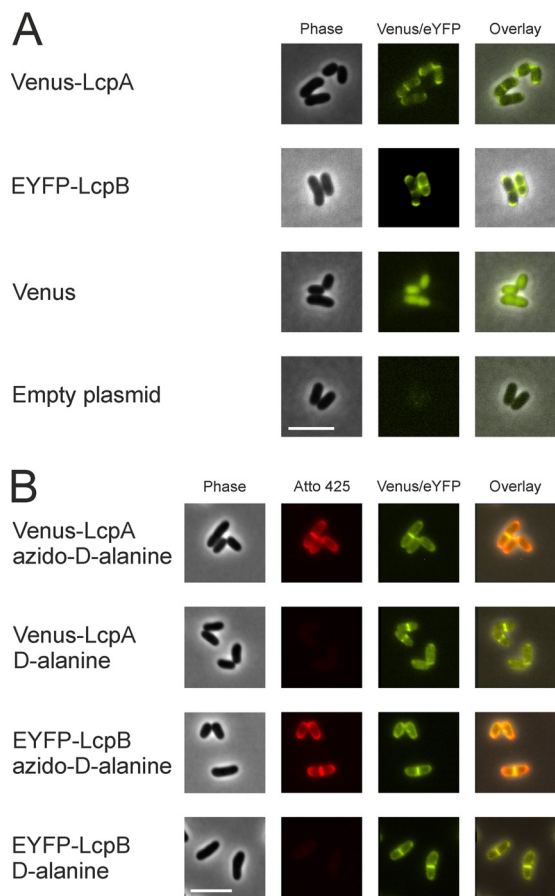 A
Phase Venus/eYFP Overlay
Venus-LcpA
EYFP-LcpB
Venus
Empty plasmid
B
Phase Atto 425 Venus/eYFP Overlay
Venus-LcpA
azido-D-alanine
Venus-LcpA
D-alanine
EYFP-LcpB
azido-D-alanine
EYFP-LcpB
D-alanine